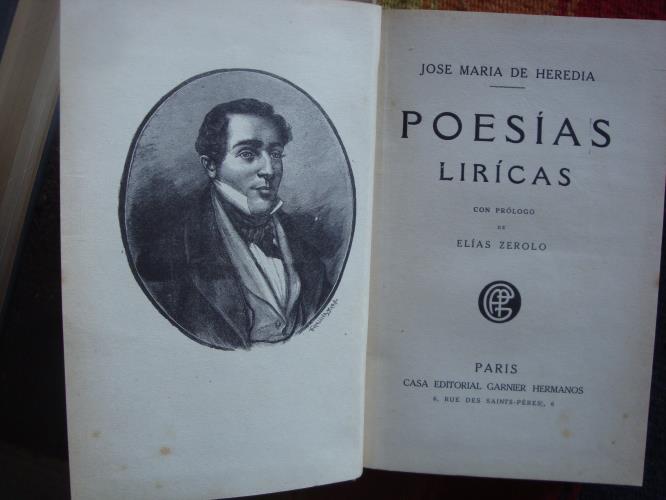 JOSE MARIA DE HEREDIA
POESÍAS
LIRÍCAS
CON PRÓLOGO
DE
ELÍAS ZEROLO
PARIS
CASA EDITORIAL GARNIER HERMANOS
6, RUE DES SAINTS-PÈRES, 6